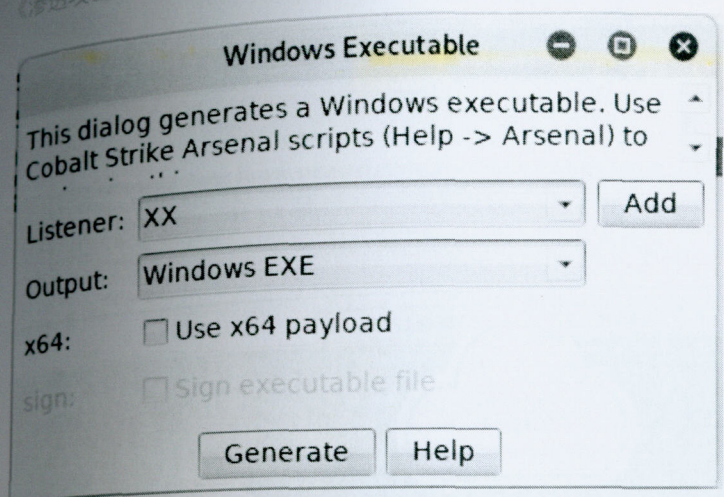 Windows Executable
This dialog generates a Windows executable. Use
Cobalt Strike Arsenal scripts (Help -> Arsenal) to
Listener: XX Add
Output: Windows EXE
x64: Use x64 payload
sign: Sign executable file
Generate Help